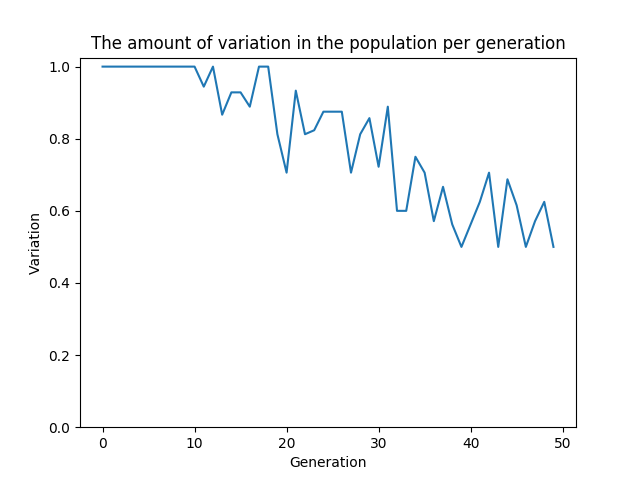 The amount of variation in the population per generation
1.0
0.8
0.6
0.4
0.2
0.0
Variation
0 10 20 30 40 50
Generation